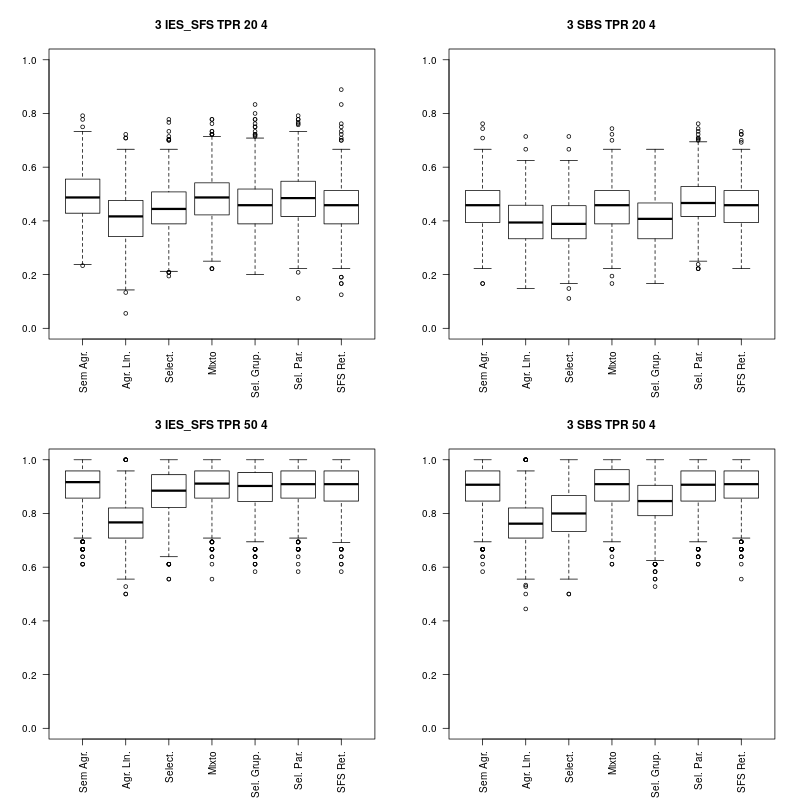 3 IES_SFS TPR 20 4
1.0
0.8
0.6
0.4
0.2
0.0
Sem Agr.
Agr. Lin.
Select.
Mixto
Sel. Grup.
Sel. Par.
SFS Ret.
3 SBS TPR 20 4
1.0
0.8
0.6
0.4
0.2
0.0
Sem Agr.
Agr. Lin.
Select.
Mixto
Sel. Grup.
Sel. Par.
SFS Ret.
3 IES_SFS TPR 50 4
1.0
0.8
0.6
0.4
0.2
0.0
Sem Agr.
Agr. Lin.
Select.
Mixto
Sel. Grup.
Sel. Par.
SFS Ret.
3 SBS TPR 50 4
1.0
0.8
0.6
0.4
0.2
0.0
Sem Agr.
Agr. Lin.
Select.
Mixto
Sel. Grup.
Sel. Par.
SFS Ret.